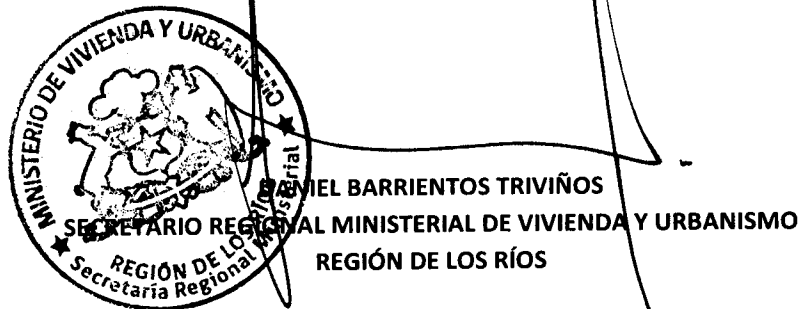 MINISTERIO DE VIVIENDA Y URBANISMO
Secretaría Regional Ministerial
REGIÓN DE LOS RÍOS
DANIEL BARRIENTOS TRIVIÑOS
SECRETARIO REGIONAL MINISTERIAL DE VIVIENDA Y URBANISMO
REGIÓN DE LOS RÍOS